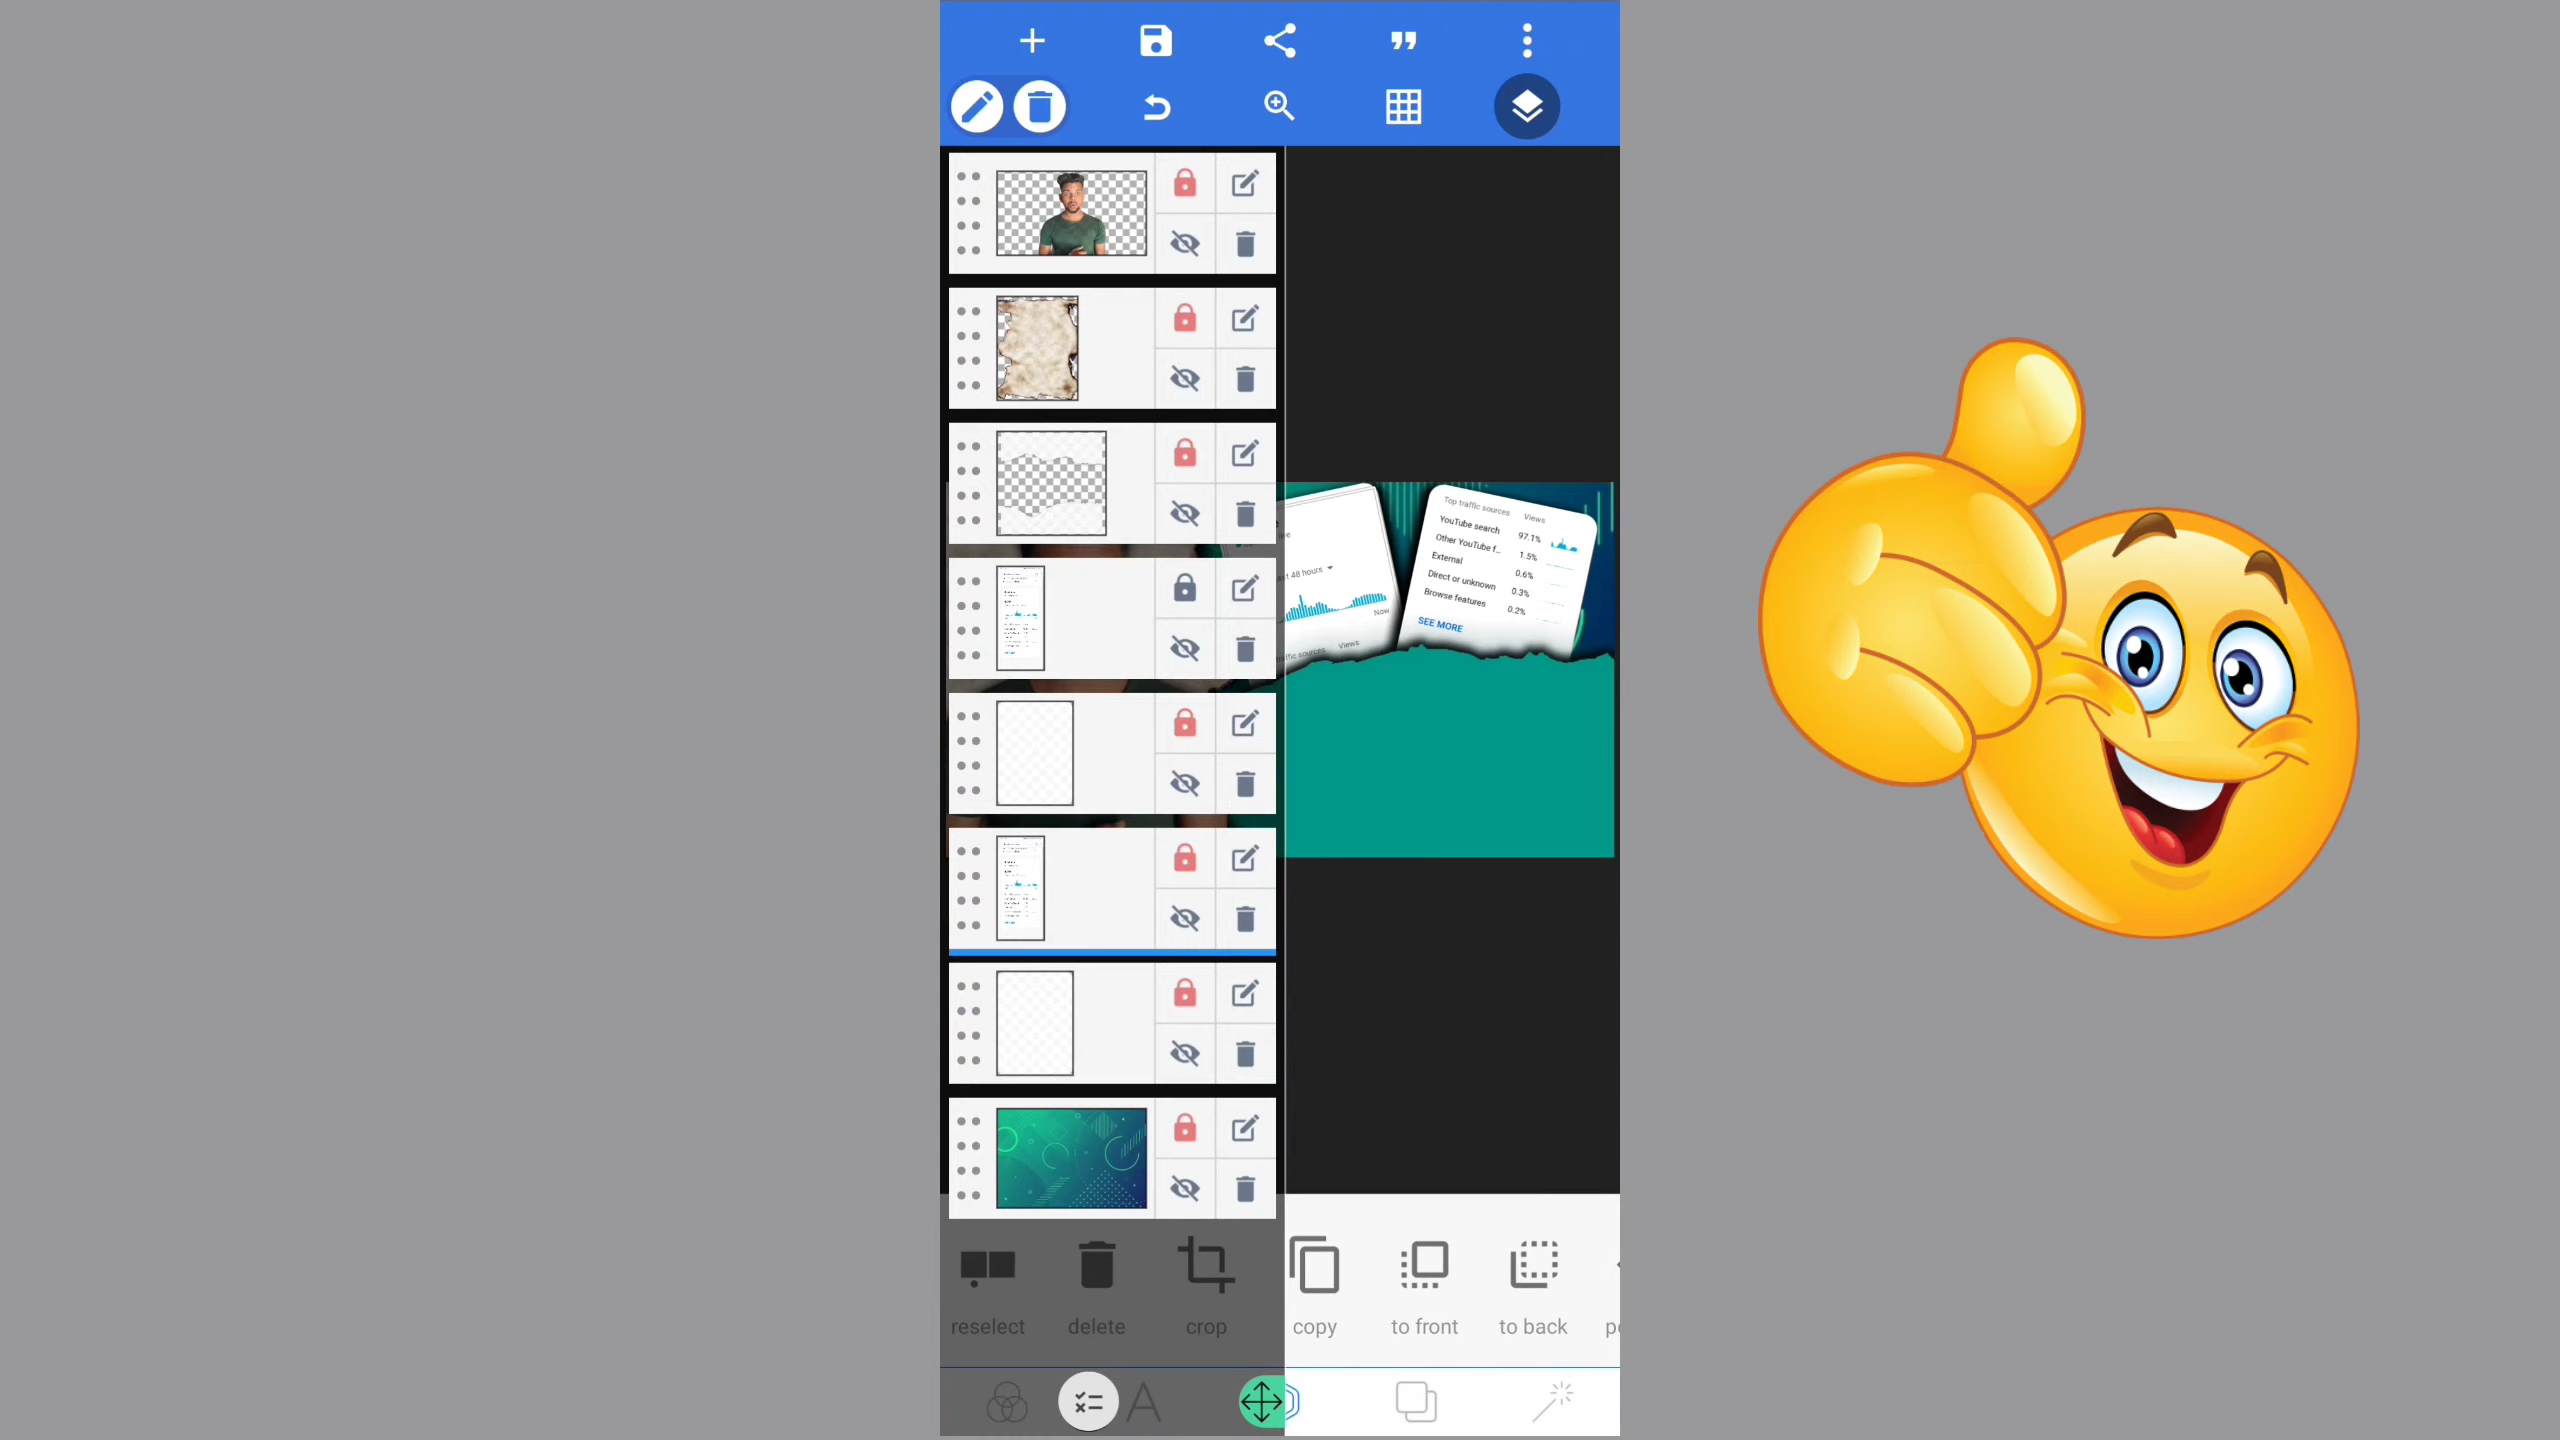 Top traffic sources Views
YouTube search 97.1%
Other YouTube f... 1.5%
External 0.6%
Direct or unknown 0.3%
Browse features 0.2%
SEE MORE
live
48 hours
Now
sources Views
reselect
delete
crop
copy
to front
to back